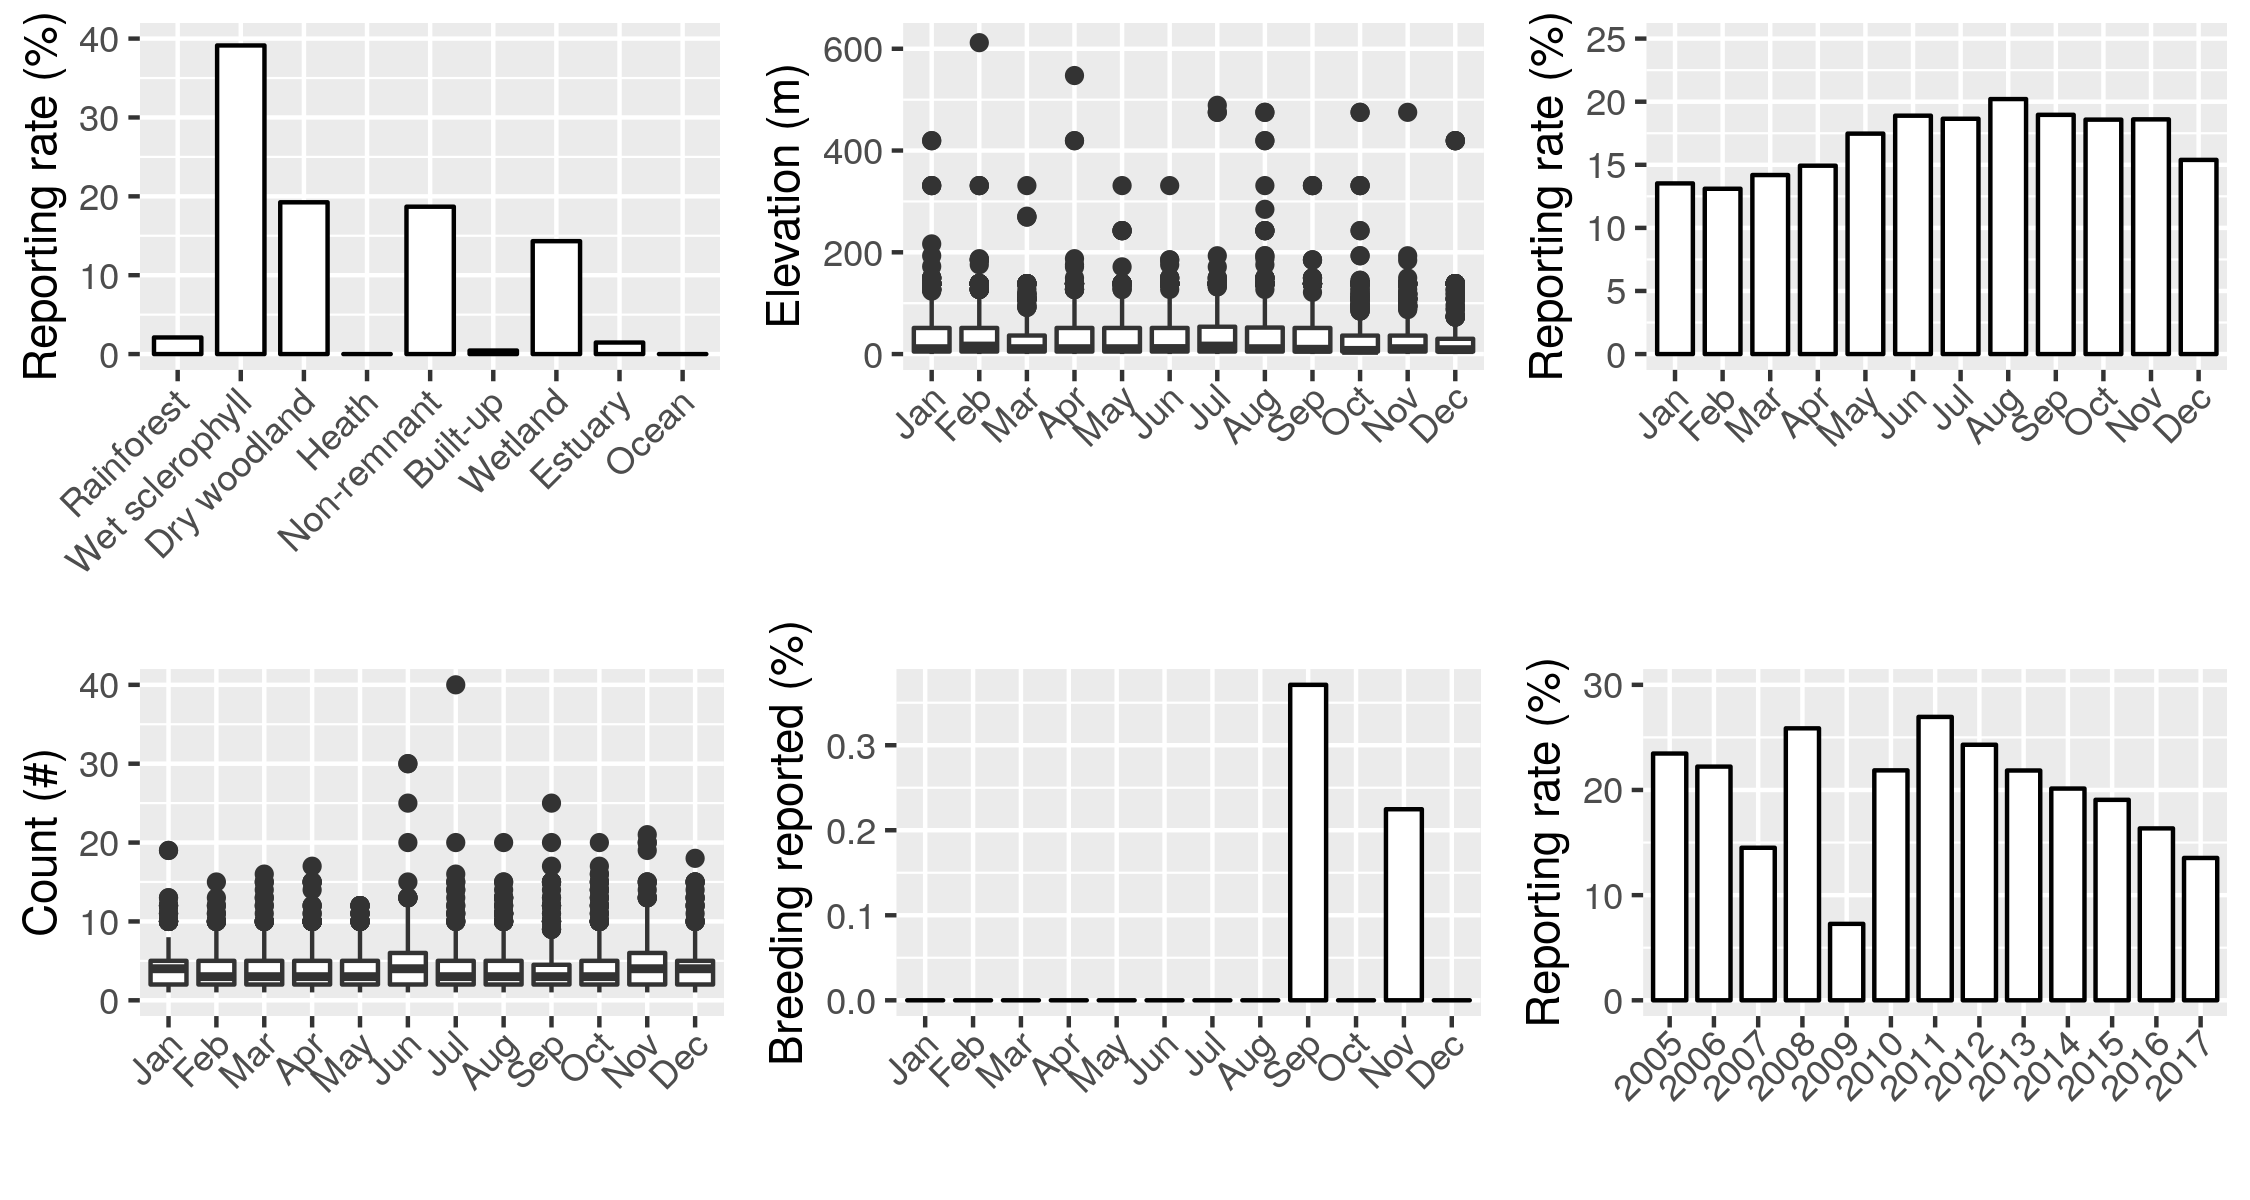 Reporting rate (%)
40
30
20
10
0
Rainforest
Wet sclerophyll
Dry woodland
Heath
Non-remnant
Built-up
Wetland
Estuary
Ocean
Elevation (m)
600
400
200
0
Jan
Feb
Mar
Apr
May
Jun
Jul
Aug
Sep
Oct
Nov
Dec
Reporting rate (%)
25
20
15
10
5
0
Jan
Feb
Mar
Apr
May
Jun
Jul
Aug
Sep
Oct
Nov
Dec
Count (#)
40
30
20
10
0
Jan
Feb
Mar
Apr
May
Jun
Jul
Aug
Sep
Oct
Nov
Dec
Breeding reported (%)
0.3
0.2
0.1
0.0
Jan
Feb
Mar
Apr
May
Jun
Jul
Aug
Sep
Oct
Nov
Dec
Reporting rate (%)
30
20
10
0
2005
2006
2007
2008
2009
2010
2011
2012
2013
2014
2015
2016
2017